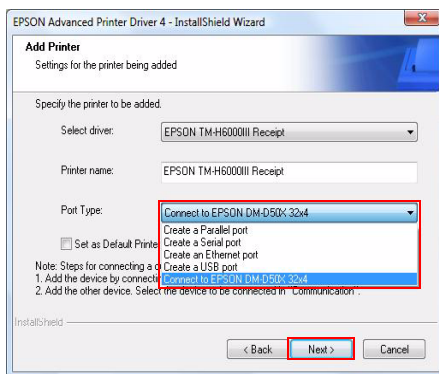 EPSON Advanced Printer Driver 4 - InstallShield Wizard
Add Printer
Settings for the printer being added
Specify the printer to be added.
Select driver:
EPSON TM-H6000III Receipt
Printer name:
EPSON TM-H6000III Receipt
Port Type:
Connect to EPSON DM-D50X 32x4
Create a Parallel port
Create a Serial port
Create an Ethernet port
Create a USB port
Connect to EPSON DM-D50X 32x4
Set as Default Printe
Note: Steps for connecting a
1. Add the device by connecti
2. Add the other device. Select the device to be connected in "Communication".
InstallShield
< Back
Next >
Cancel